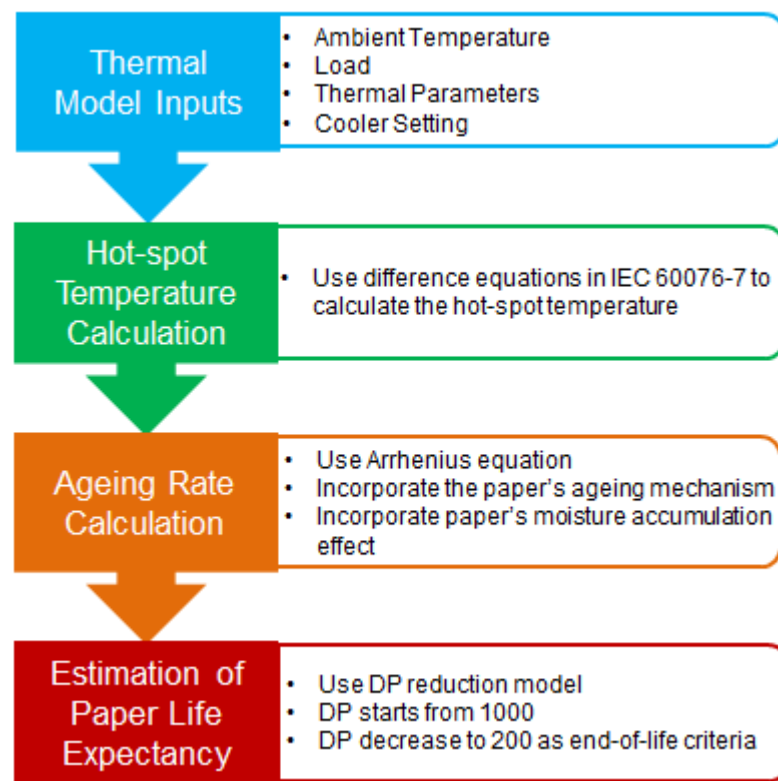 Thermal
Model Inputs
• Ambient Temperature
• Load
• Thermal Parameters
• Cooler Setting
Hot-spot
Temperature
Calculation
• Use difference equations in IEC 60076-7 to
calculate the hot-spot temperature
Ageing Rate
Calculation
• Use Arrhenius equation
• Incorporate the paper's ageing mechanism
• Incorporate paper's moisture accumulation
effect
Estimation of
Paper Life
Expectancy
• Use DP reduction model
• DP starts from 1000
• DP decrease to 200 as end-of-life criteria